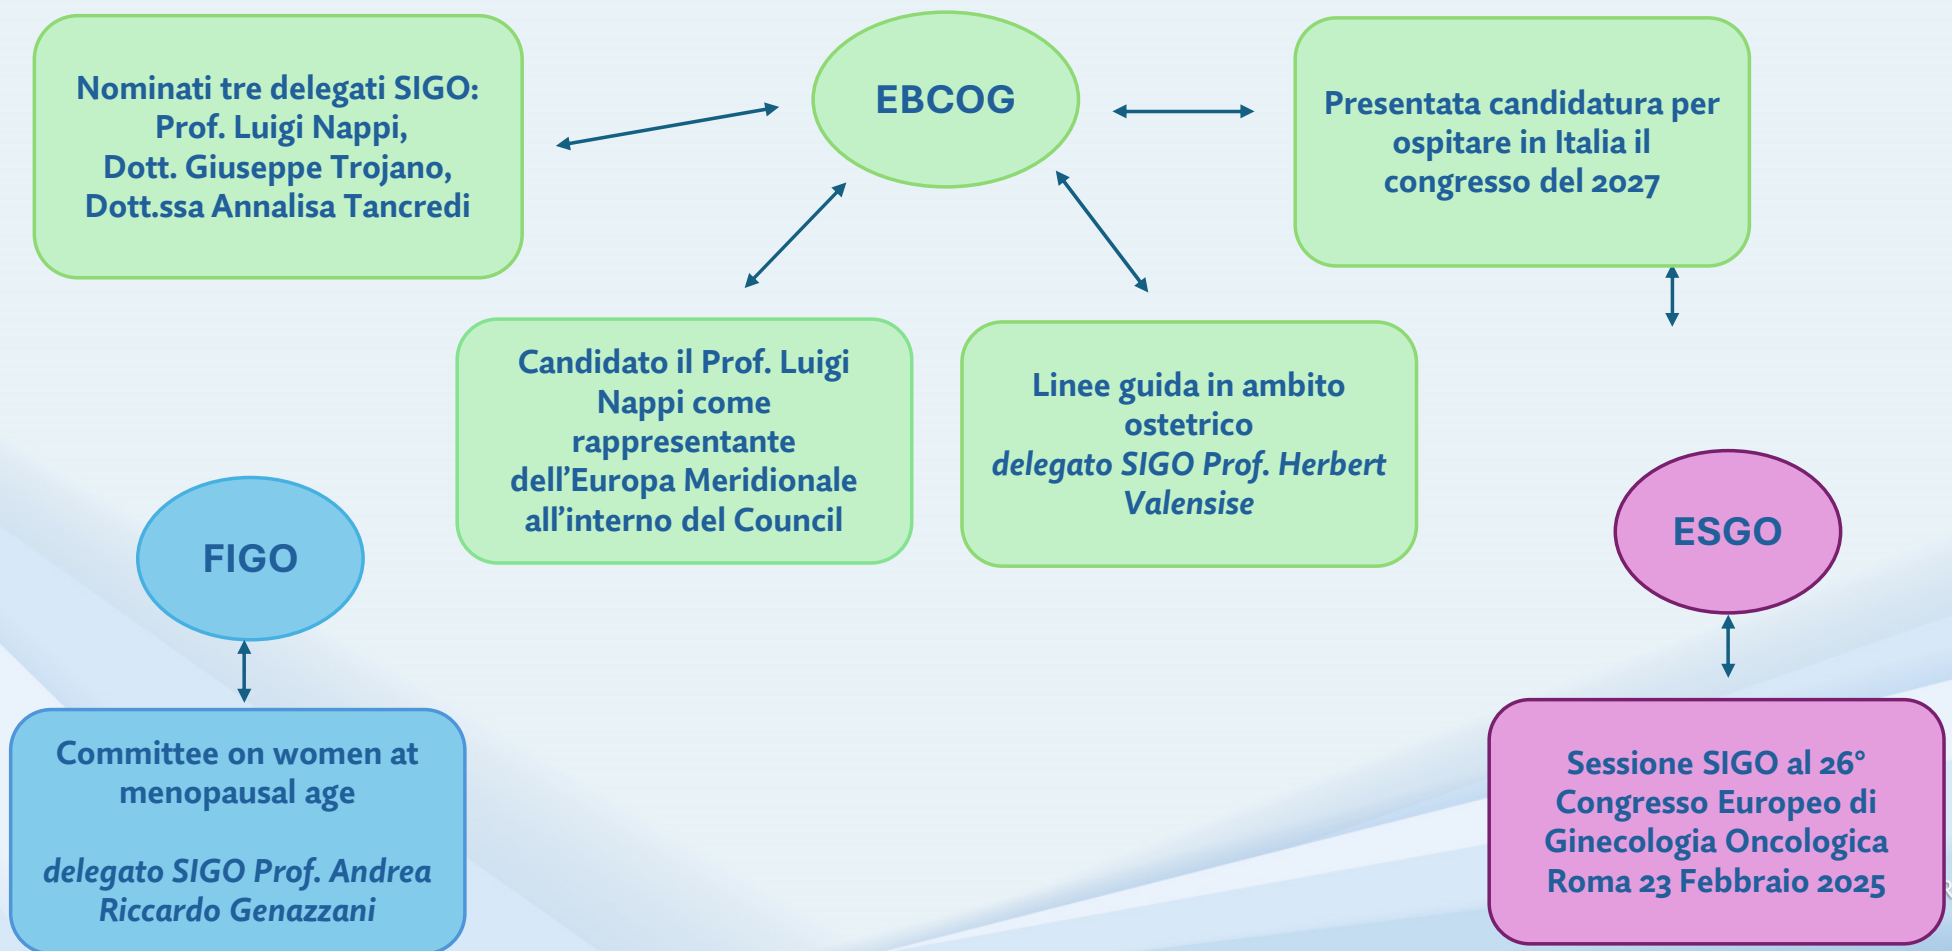 Nominati tre delegati SIGO:
Prof. Luigi Nappi,
Dott. Giuseppe Trojano,
Dott.ssa Annalisa Tancredi
EBCOG
Presentata candidatura per
ospitare in Italia il
congresso del 2027
Candidato il Prof. Luigi
Nappi come
rappresentante
dell’Europa Meridionale
all’interno del Council
Linee guida in ambito
ostetrico
delegato SIGO Prof. Herbert
Valensise
FIGO
ESGO
Committee on women at
menopausal age
delegato SIGO Prof. Andrea
Riccardo Genazzani
Sessione SIGO al 26°
Congresso Europeo di
Ginecologia Oncologica
Roma 23 Febbraio 2025